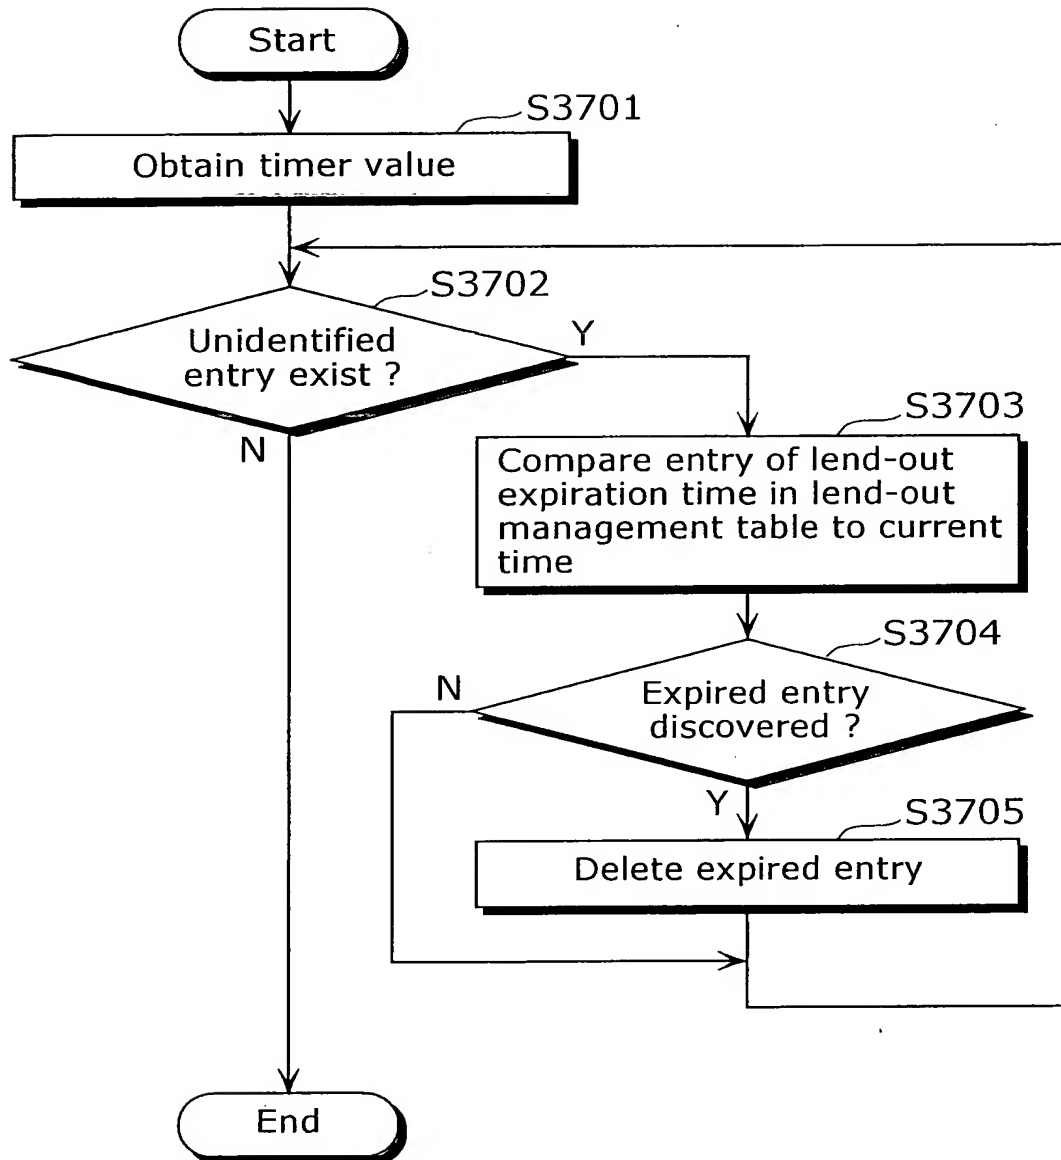 Start
S3701
Obtain timer value
S3702
Unidentified
entry exist ?
Y
N
S3703
Compare entry of lend-out
expiration time in lend-out
management table to current
time
S3704
Expired entry
discovered ?
N
Y
S3705
Delete expired entry
End